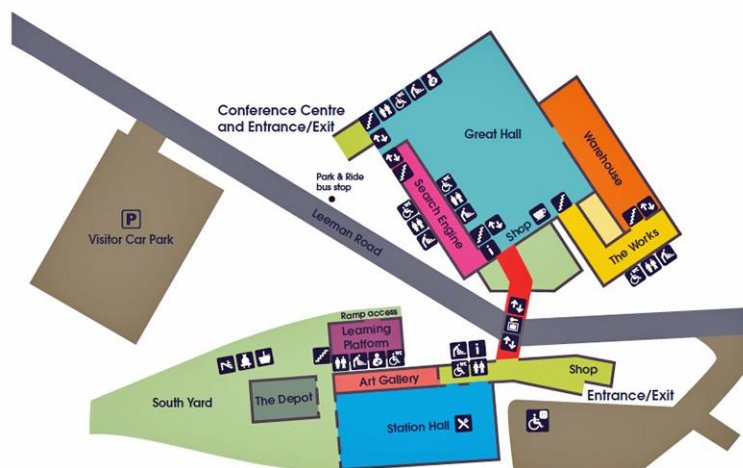 Conference Centre
and Entrance/Exit
Great Hall
Warehouse
Park & Ride
bus stop
Search Engine
P
Visitor Car Park
Leeman Road
Shop
i
The Works
Ramp access
Learning
Platform
i
Art Gallery
Shop
South Yard
The Depot
Entrance/Exit
Station Hall